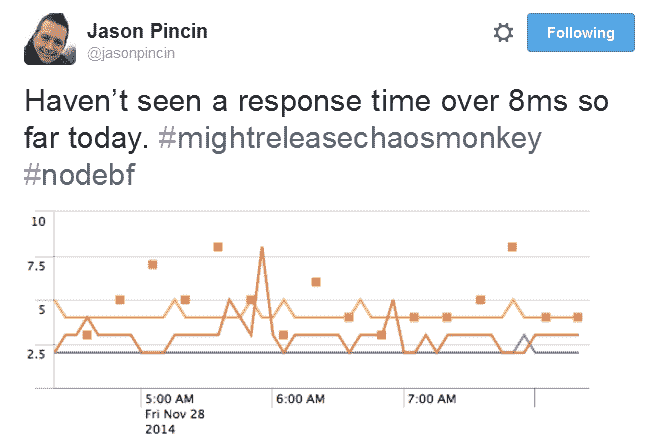 Jason Pincin
@jasonpincin
Following
Haven’t seen a response time over 8ms so
far today. #mightreleasechaosmonkey
#nodebf
10
7.5
5
2.5
5:00 AM
6:00 AM
7:00 AM
Fri Nov 28
2014